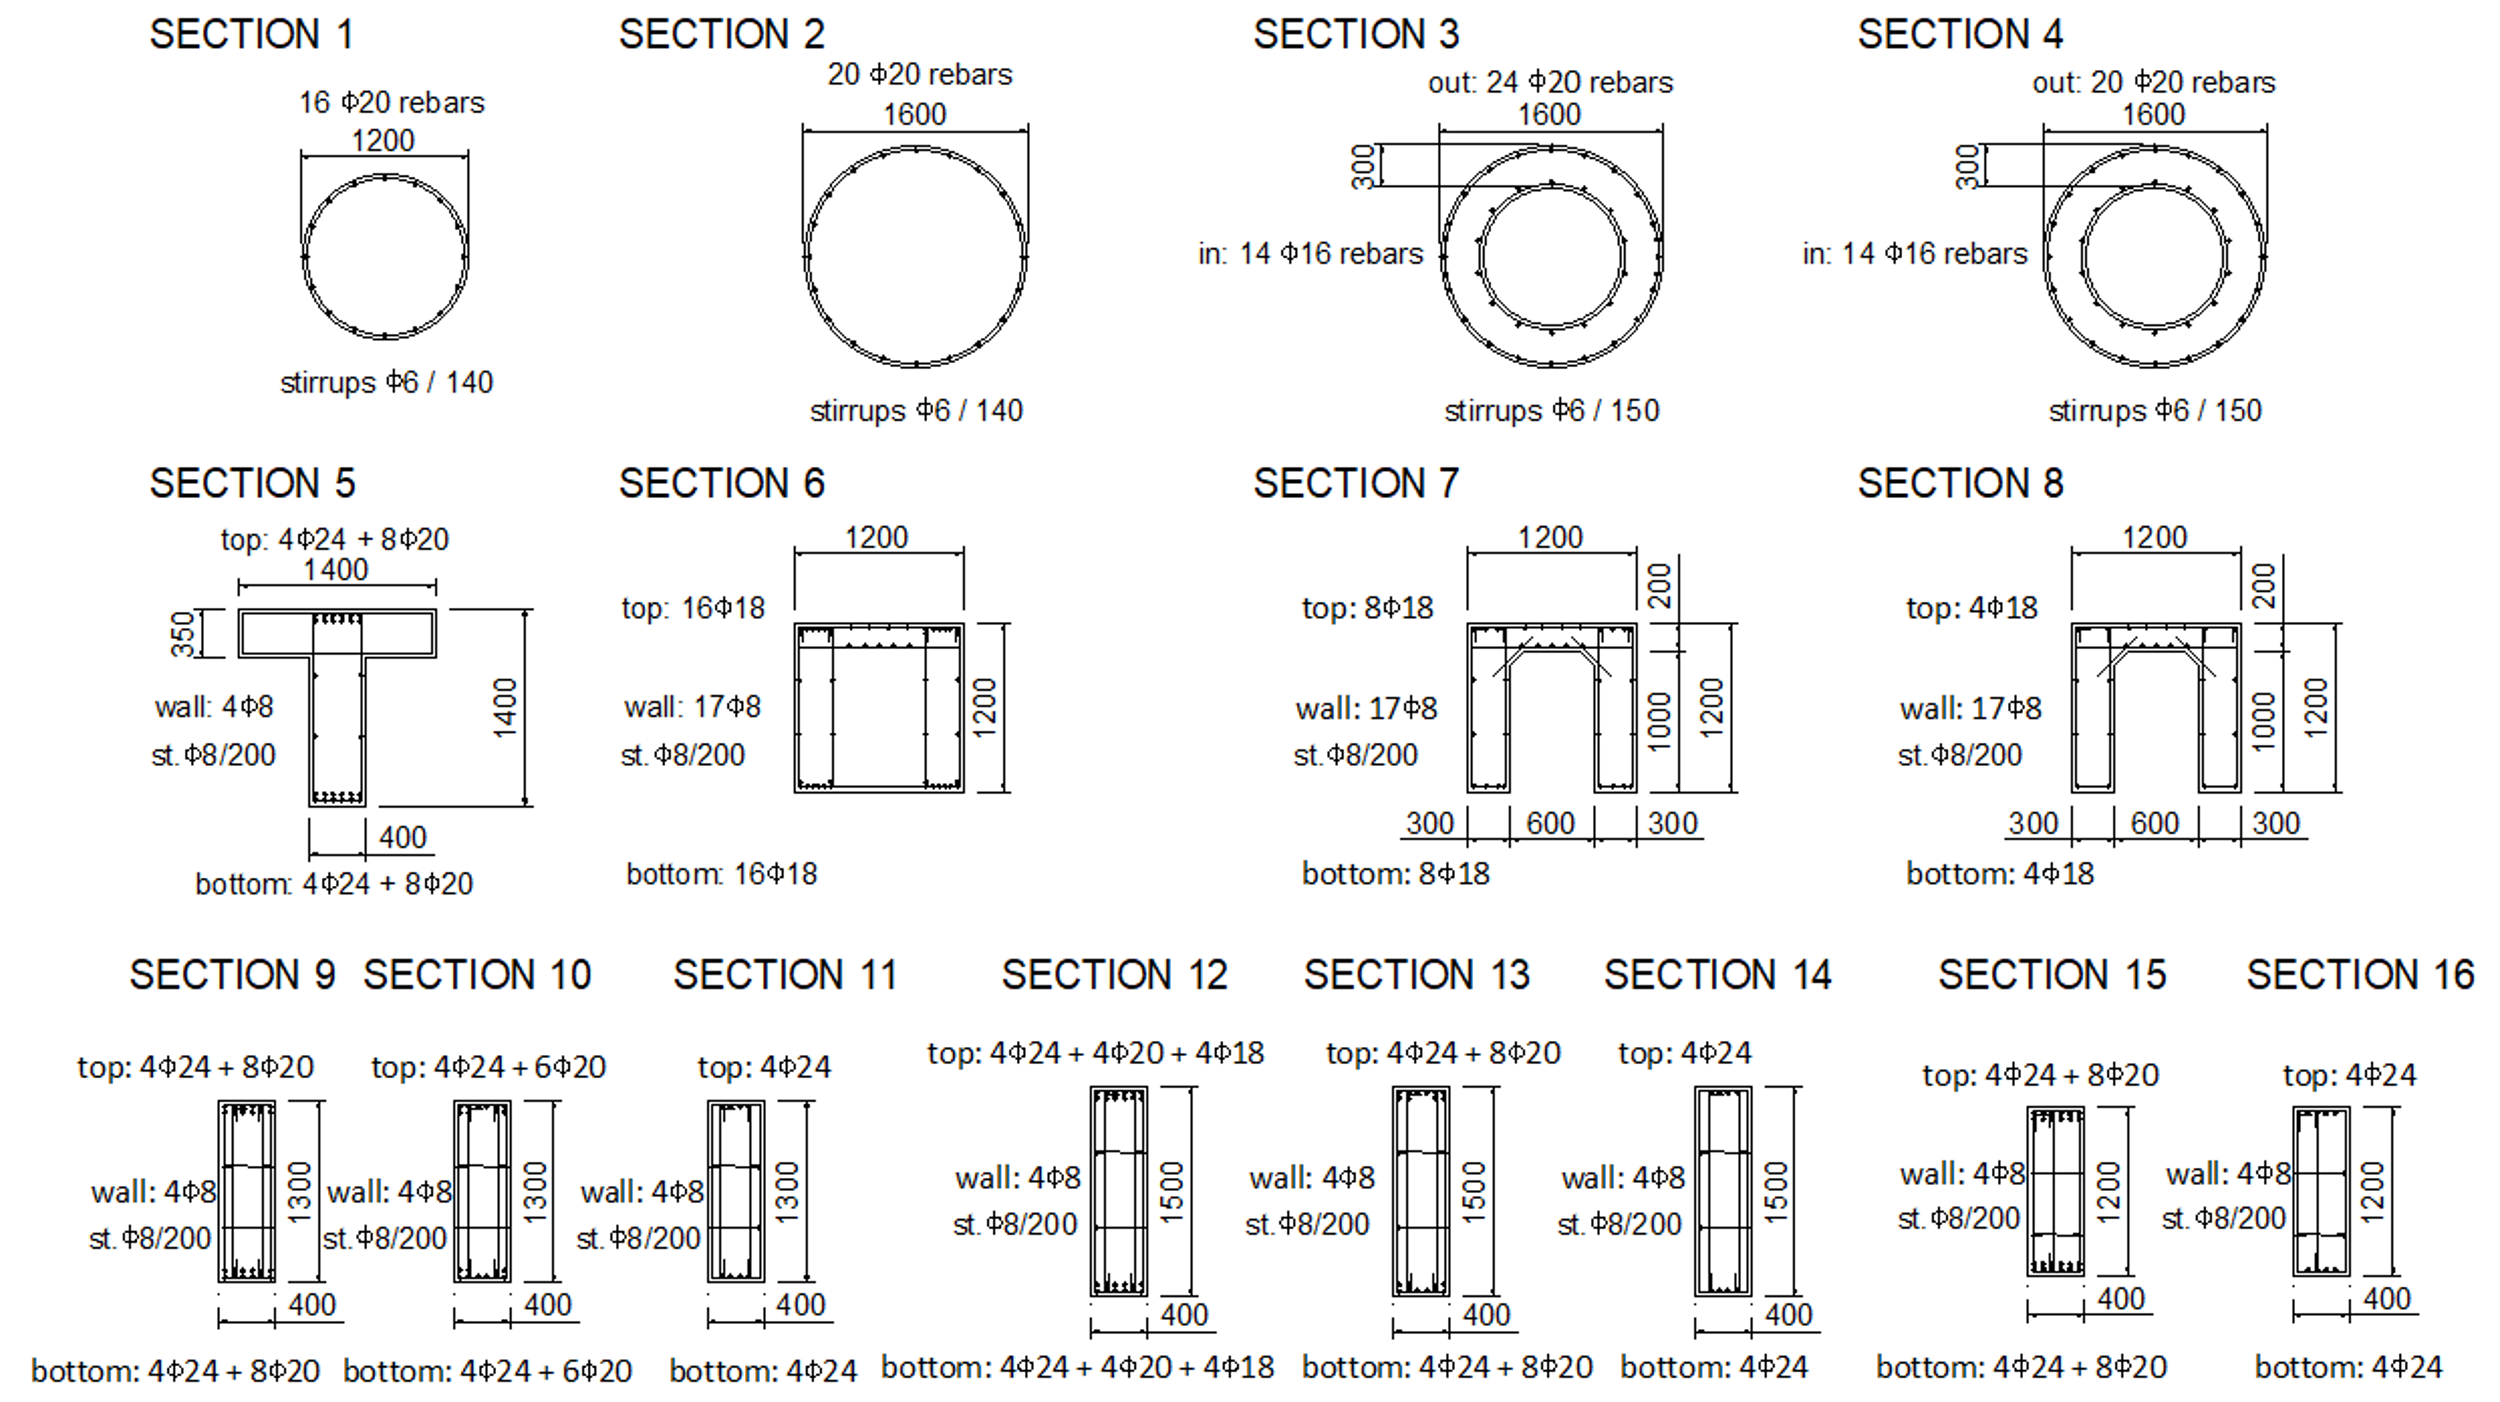 SECTION 1
16 Φ20 rebars
1200
stirrups Φ6 / 140
SECTION 2
20 Φ20 rebars
1600
stirrups Φ6 / 140
SECTION 3
out: 24 Φ20 rebars
1600
300
in: 14 Φ16 rebars
stirrups Φ6 / 150
SECTION 4
out: 20 Φ20 rebars
1600
300
in: 14 Φ16 rebars
stirrups Φ6 / 150
SECTION 5
top: 4Φ24 + 8Φ20
1400
350
wall: 4Φ8
1400
st.Φ8/200
400
bottom: 4Φ24 + 8Φ20
SECTION 6
1200
top: 16Φ18
wall: 17Φ8
1200
st.Φ8/200
bottom: 16Φ18
SECTION 7
1200
200
top: 8Φ18
wall: 17Φ8
1000
1200
st.Φ8/200
300
600
300
bottom: 8Φ18
SECTION 8
1200
200
top: 4Φ18
wall: 17Φ8
1000
1200
st.Φ8/200
300
600
300
bottom: 4Φ18
SECTION 9
top: 4Φ24 + 8Φ20
wall: 4Φ8
1300
st.Φ8/200
400
bottom: 4Φ24 + 8Φ20
SECTION 10
top: 4Φ24 + 6Φ20
wall: 4Φ8
1300
st.Φ8/200
400
bottom: 4Φ24 + 6Φ20
SECTION 11
top: 4Φ24
wall: 4Φ8
1300
st.Φ8/200
400
bottom: 4Φ24
SECTION 12
top: 4Φ24 + 4Φ20 + 4Φ18
wall: 4Φ8
1500
st.Φ8/200
400
bottom: 4Φ24 + 4Φ20 + 4Φ18
SECTION 13
top: 4Φ24 + 8Φ20
wall: 4Φ8
1500
st.Φ8/200
400
bottom: 4Φ24 + 8Φ20
SECTION 14
top: 4Φ24
wall: 4Φ8
1500
st.Φ8/200
400
bottom: 4Φ24
SECTION 15
top: 4Φ24 + 8Φ20
wall: 4Φ8
1200
st.Φ8/200
400
bottom: 4Φ24 + 8Φ20
SECTION 16
top: 4Φ24
wall: 4Φ8
1200
st.Φ8/200
400
bottom: 4Φ24